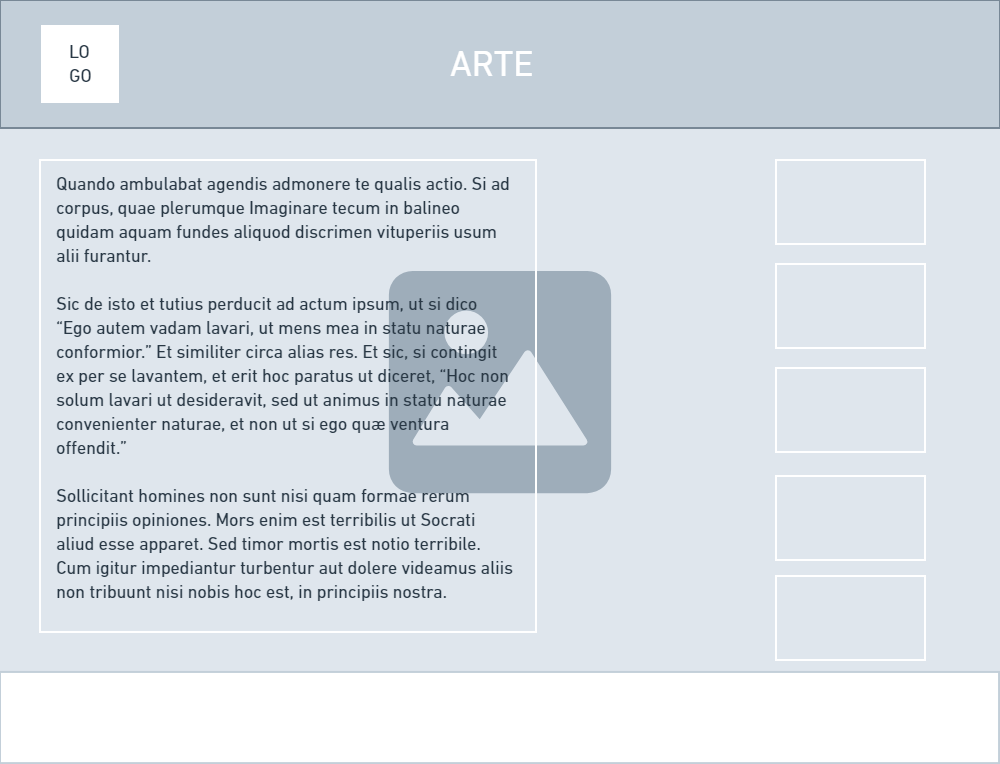 LO
GO
ARTE
Quando ambulabat agendis admonere te qualis actio. Si ad
corpus, quae plerumque Imaginare tecum in balineo
quidam aquam fundes aliquod discrimen vituperiis usum
alii furantur.
Sic de isto et tutius perducit ad actum ipsum, ut si dico
“Ego autem vadam lavari, ut mens mea in statu naturae
conformior.” Et similiter circa alias res. Et sic, si contingit
ex per se lavantem, et erit hoc paratus ut diceret, “Hoc non
solum lavari ut desideravit, sed ut animus in statu naturae
convenienter naturae, et non ut si ego quæ ventura
offendit.”
Sollicitant homines non sunt nisi quam formae rerum
principiis opiniones. Mors enim est terribilis ut Socrati
aliud esse apparet. Sed timor mortis est notio terribile.
Cum igitur impediantur turbentur aut dolere videamus aliis
non tribuunt nisi nobis hoc est, in principiis nostra.